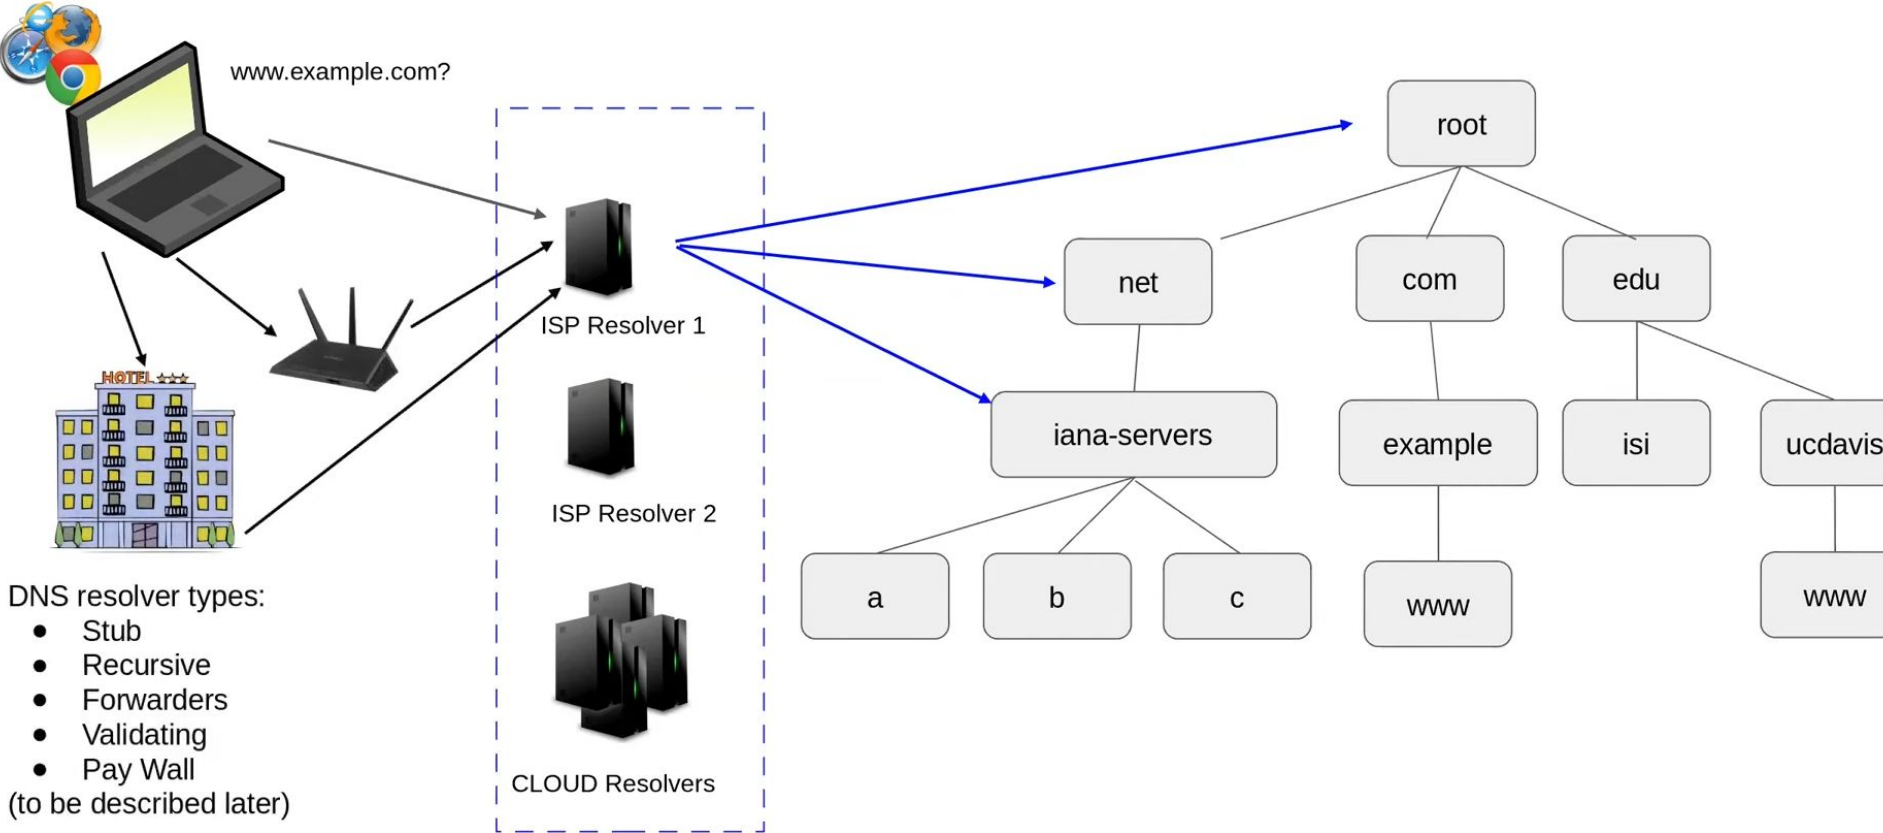 www.example.com?
HOTEL
ISP Resolver 1
ISP Resolver 2
CLOUD Resolvers
DNS resolver types:
● Stub
● Recursive
● Forwarders
● Validating
● Pay Wall
(to be described later)
root
net
com
edu
iana-servers
example
isi
ucdavis
a
b
c
www
www